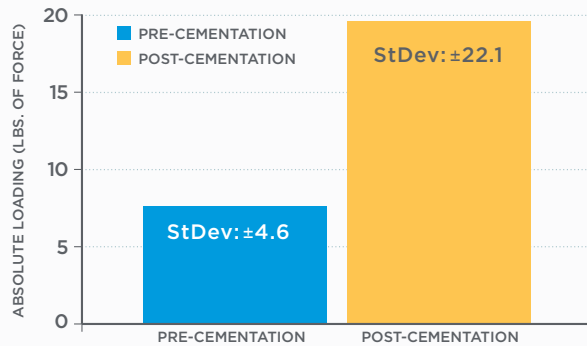 ABSOLUTE LOADING (LBS. OF FORCE)
20
15
10
5
0
PRE-CEMENTATION
POST-CEMENTATION
StDev: ±22.1
StDev: ±4.6
PRE-CEMENTATION
POST-CEMENTATION